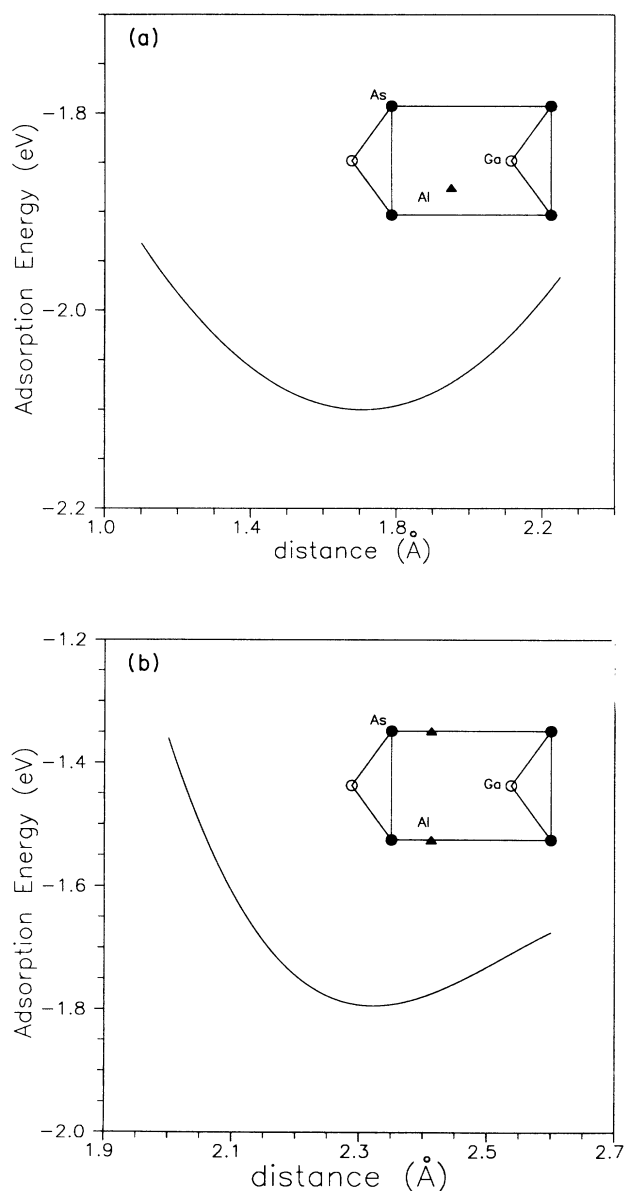 (a)
Adsorption Energy (eV)
−1.8
−2.0
−2.2
As
Ga
Al
1.0 1.4 1.8 2.2
distance (Å)
(b)
Adsorption Energy (eV)
−1.2
−1.4
−1.6
−1.8
−2.0
As
Ga
Al
1.9 2.1 2.3 2.5 2.7
distance (Å)